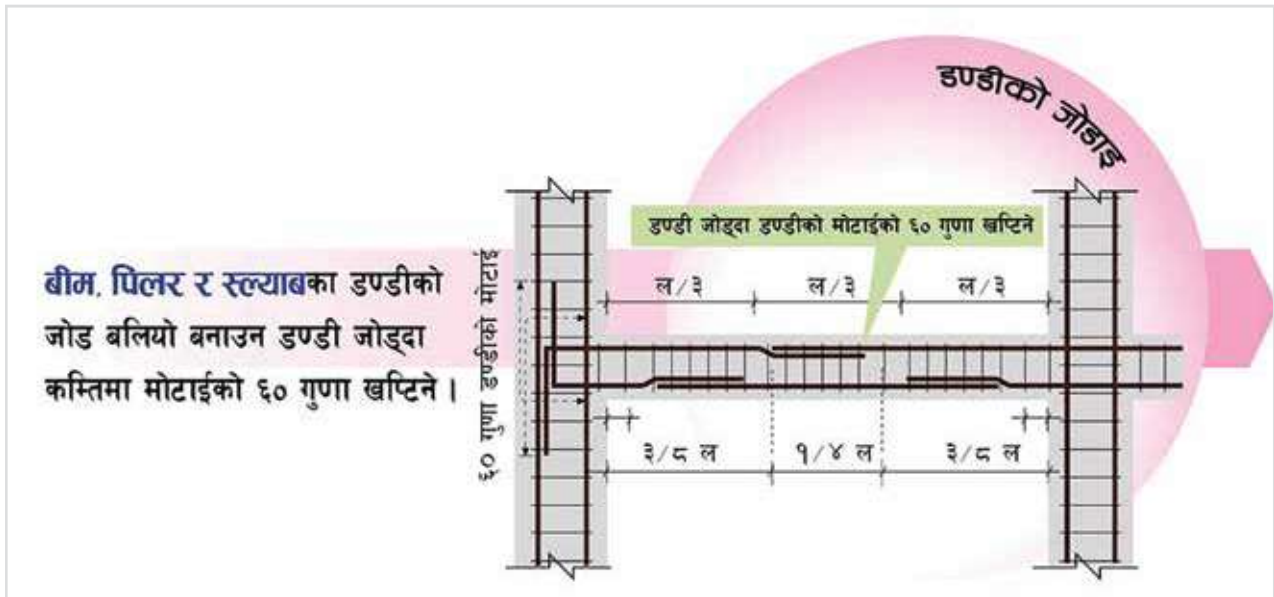 डण्डीको जोडाइ
बीम, पिलर र स्ल्याबका डण्डीको
जोड बलियो बनाउन डण्डी जोड्दा
कम्तिमा मोटाईको ६० गुणा खप्टिने ।
६० गुणा डण्डीको मोटाई
डण्डी जोड्दा डण्डीको मोटाईको ६० गुणा खप्टिने
ल/३ ल/३ ल/३
३/८ ल १/४ ल ३/८ ल